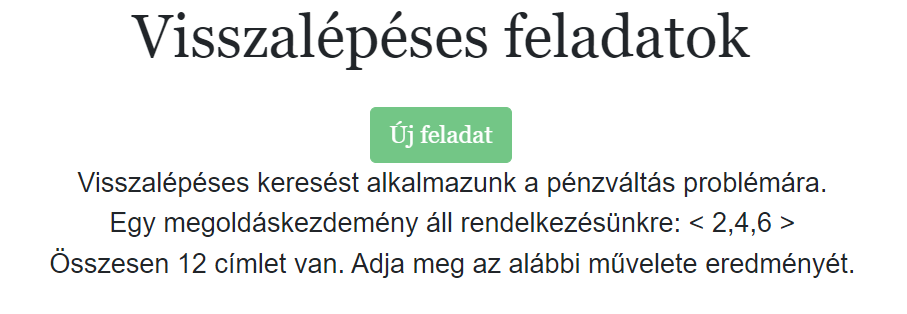 Visszalépéses feladatok
Új feladat
Visszalépéses keresést alkalmazunk a pénzváltás problémára.
Egy megoldáskezdemény áll rendelkezésünkre: < 2,4,6 >
Összesen 12 címlet van. Adja meg az alábbi művelete eredményét.